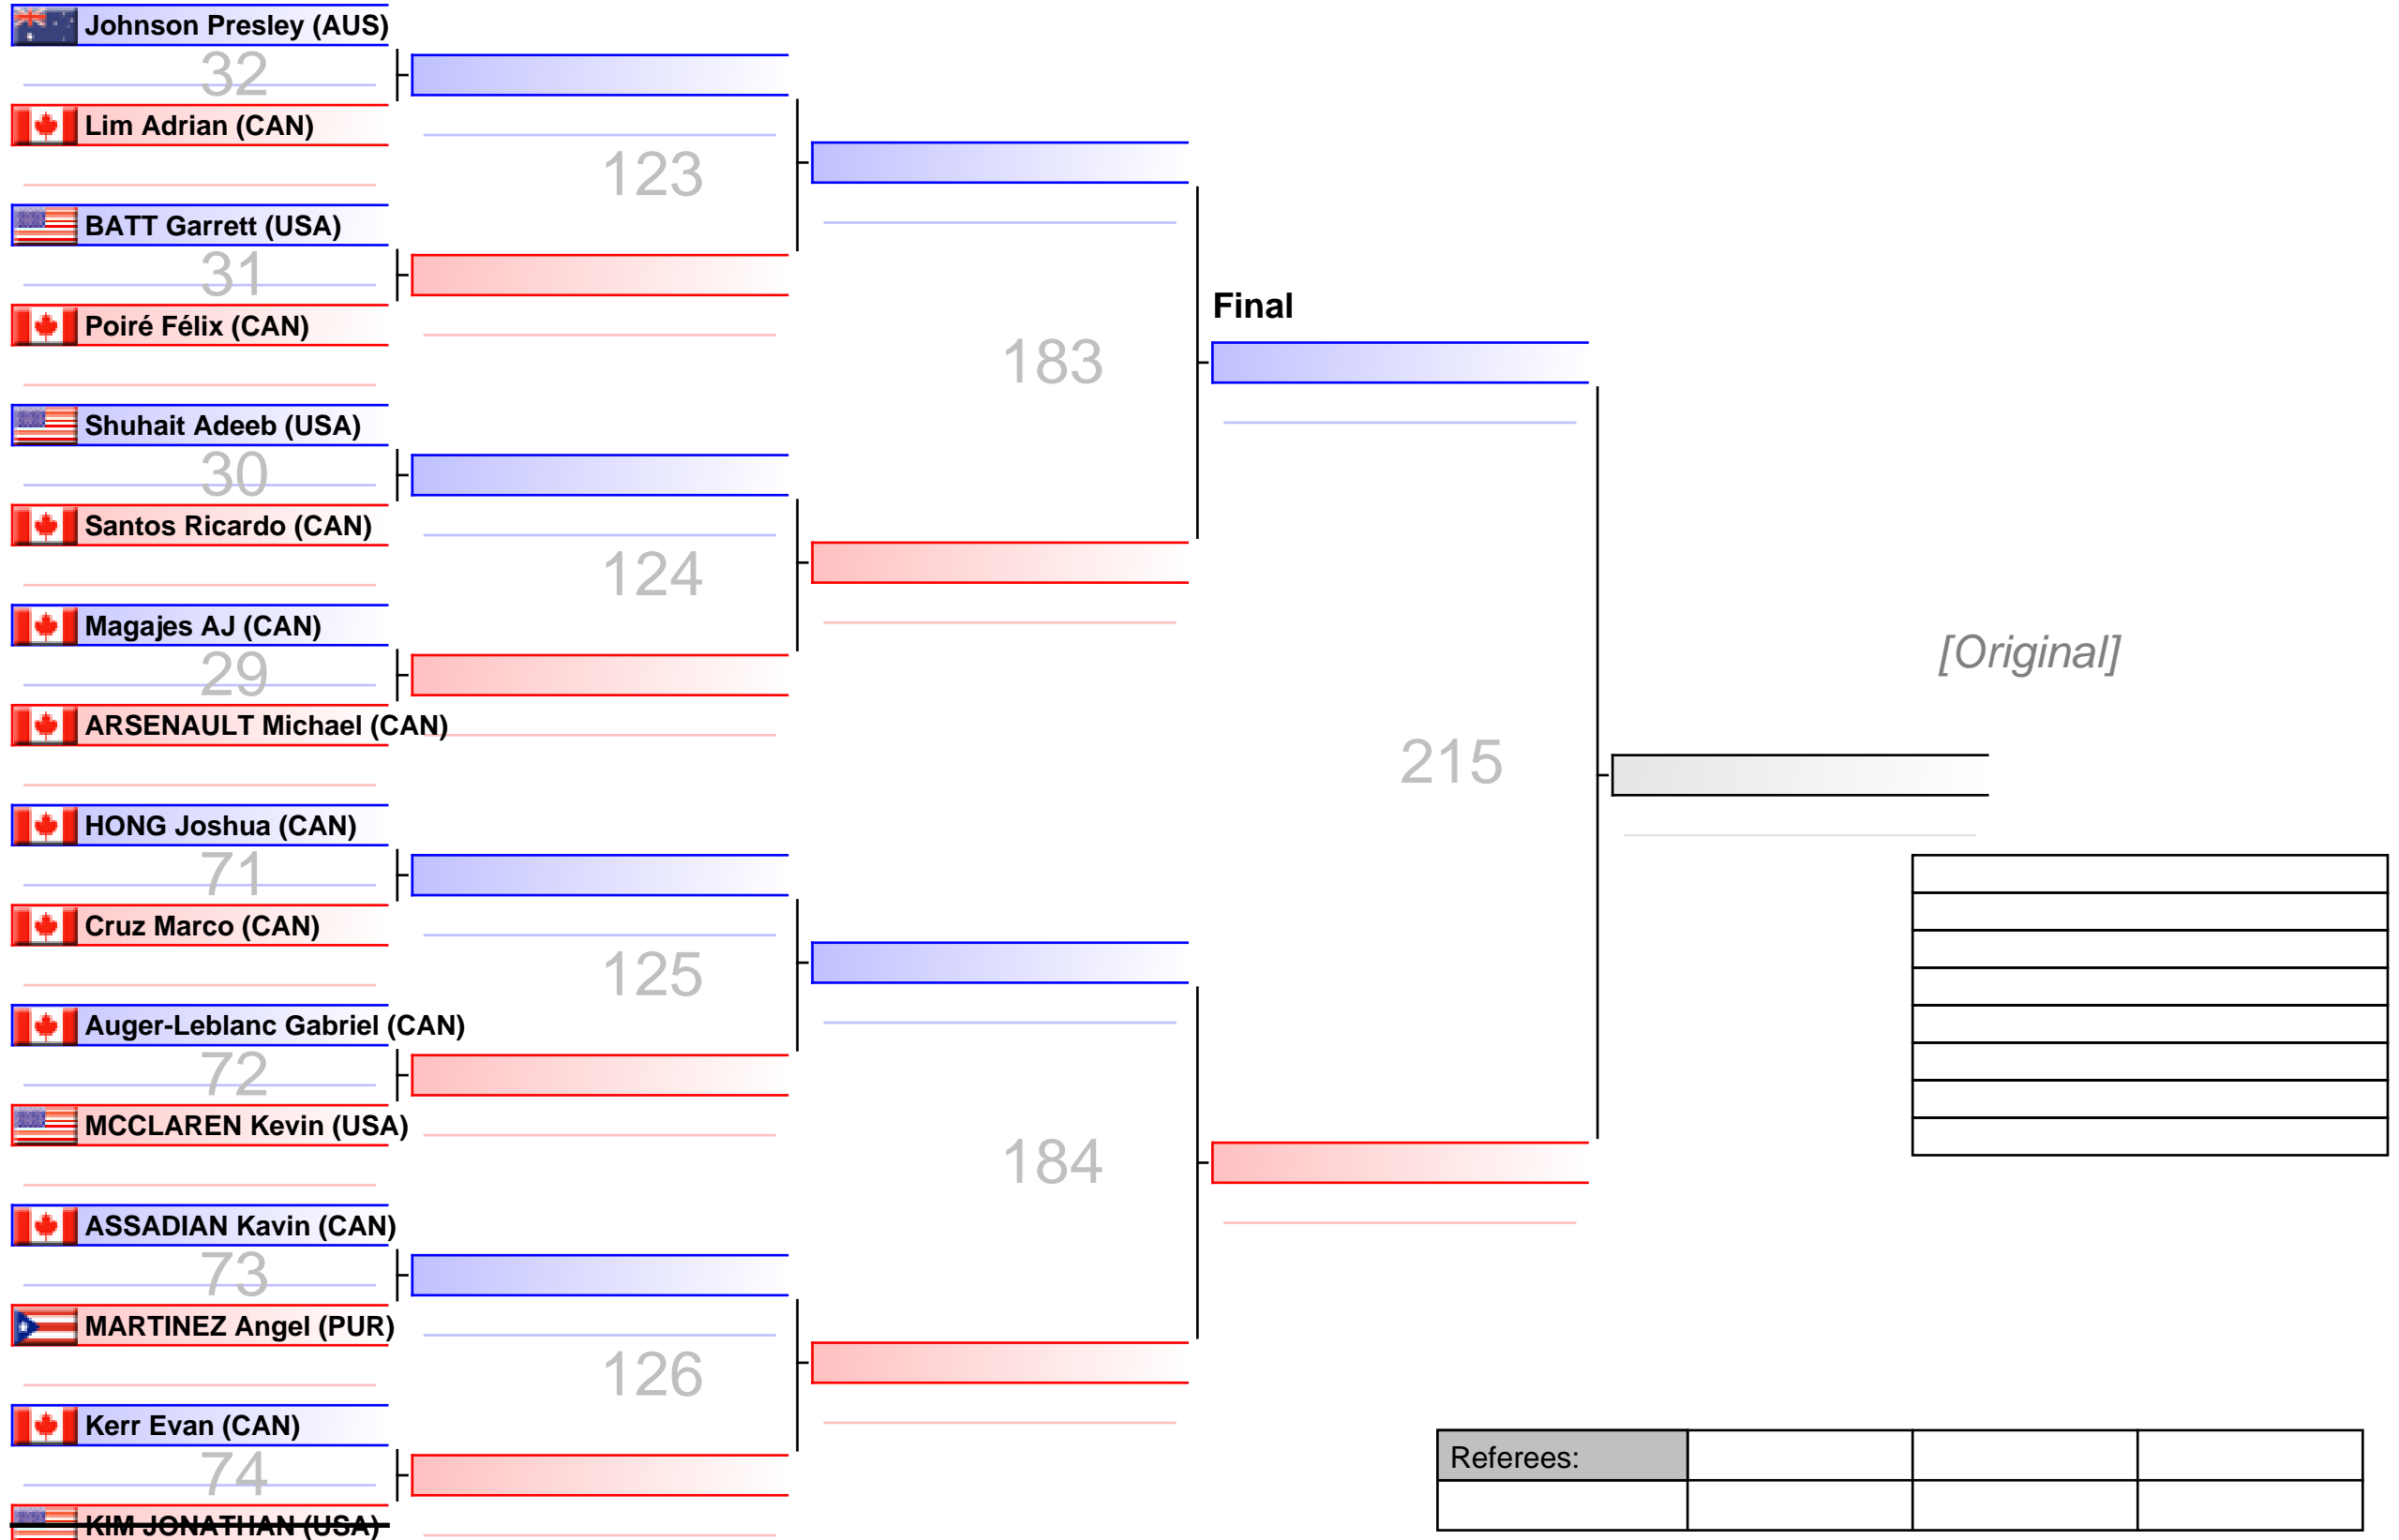 Johnson Presley (AUS)
32
Lim Adrian (CAN)
123
BATT Garrett (USA)
31
Poiré Félix (CAN)
183
Final
Shuhait Adeeb (USA)
30
Santos Ricardo (CAN)
124
Magajes AJ (CAN)
29
ARSENAULT Michael (CAN)
[Original]
215
HONG Joshua (CAN)
71
Cruz Marco (CAN)
125
Auger-Leblanc Gabriel (CAN)
72
MCCLAREN Kevin (USA)
184
ASSADIAN Kavin (CAN)
73
MARTINEZ Angel (PUR)
126
Kerr Evan (CAN)
74
KIM JONATHAN (USA)
Referees: